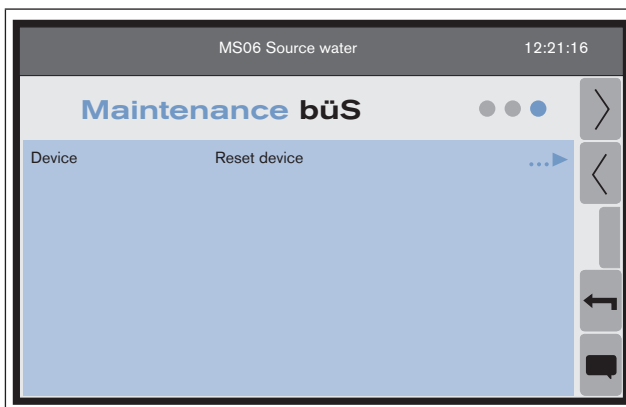 MS06 Source water 12:21:16
Maintenance büS
Device Reset device ...